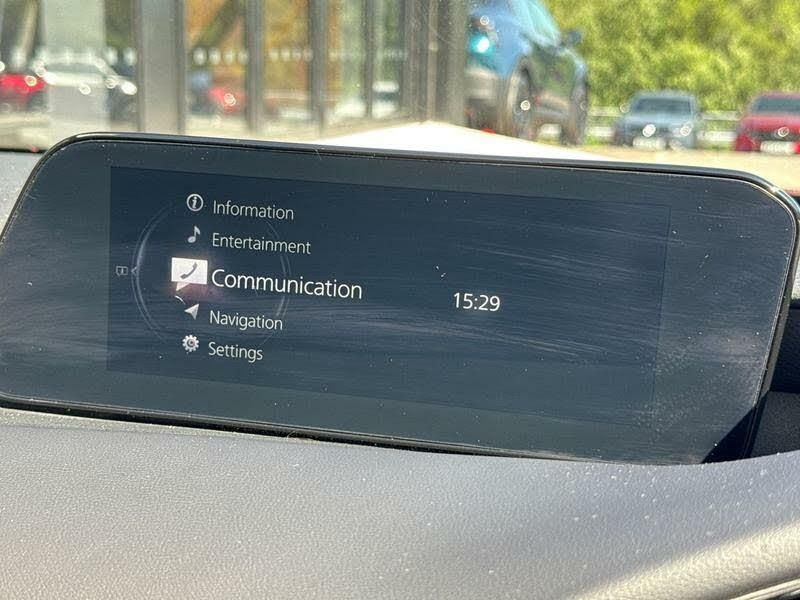 Information
Entertainment
Communication
15:29
Navigation
Settings